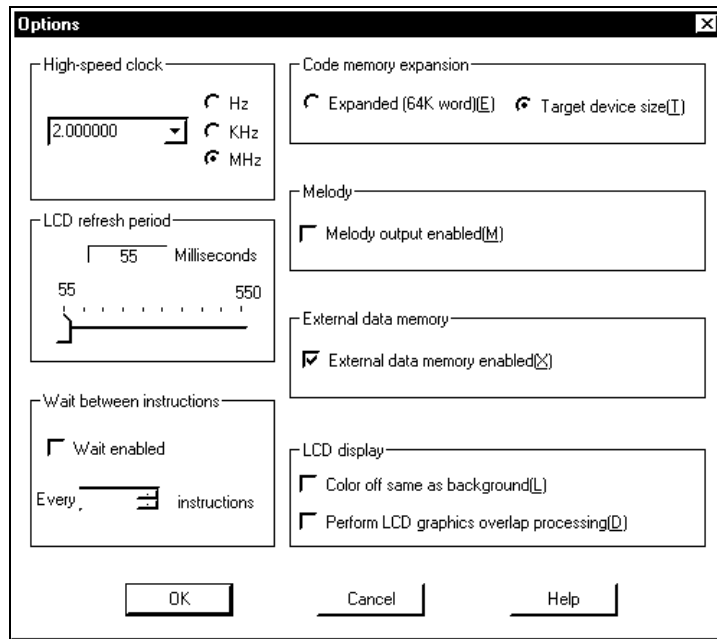 Options
High-speed clock
2.000000
Hz
KHz
MHz
LCD refresh period
55 Milliseconds
55 550
Wait between instructions
Wait enabled
Every instructions
Code memory expansion
Expanded (64K word)(E) Target device size(T)
Melody
Melody output enabled(M)
External data memory
External data memory enabled(X)
LCD display
Color off same as background(L)
Perform LCD graphics overlap processing(D)
OK Cancel Help